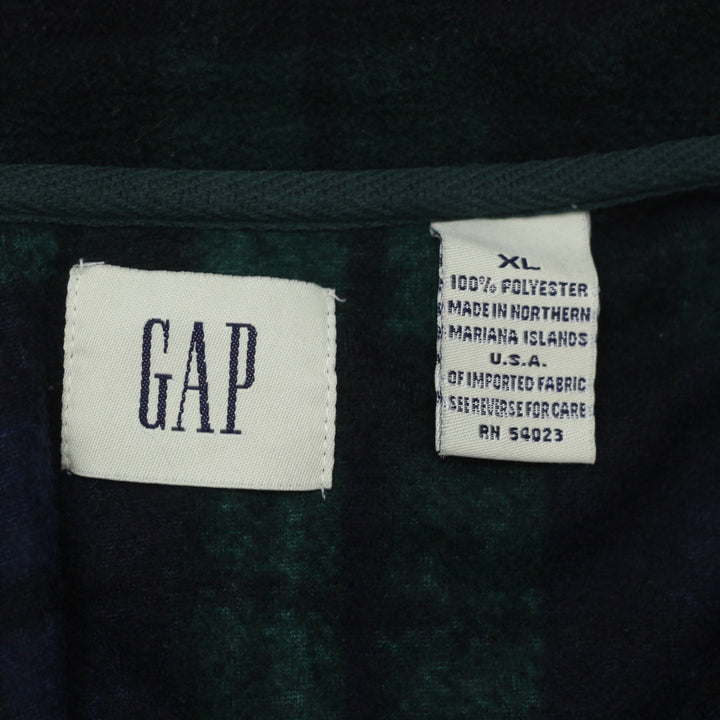 GAP
XL
100% POLYESTER
MADE IN NORTHERN
MARIANA ISLANDS
U.S.A.
OF IMPORTED FABRIC
SEE REVERSE FOR CARE
RN 54023